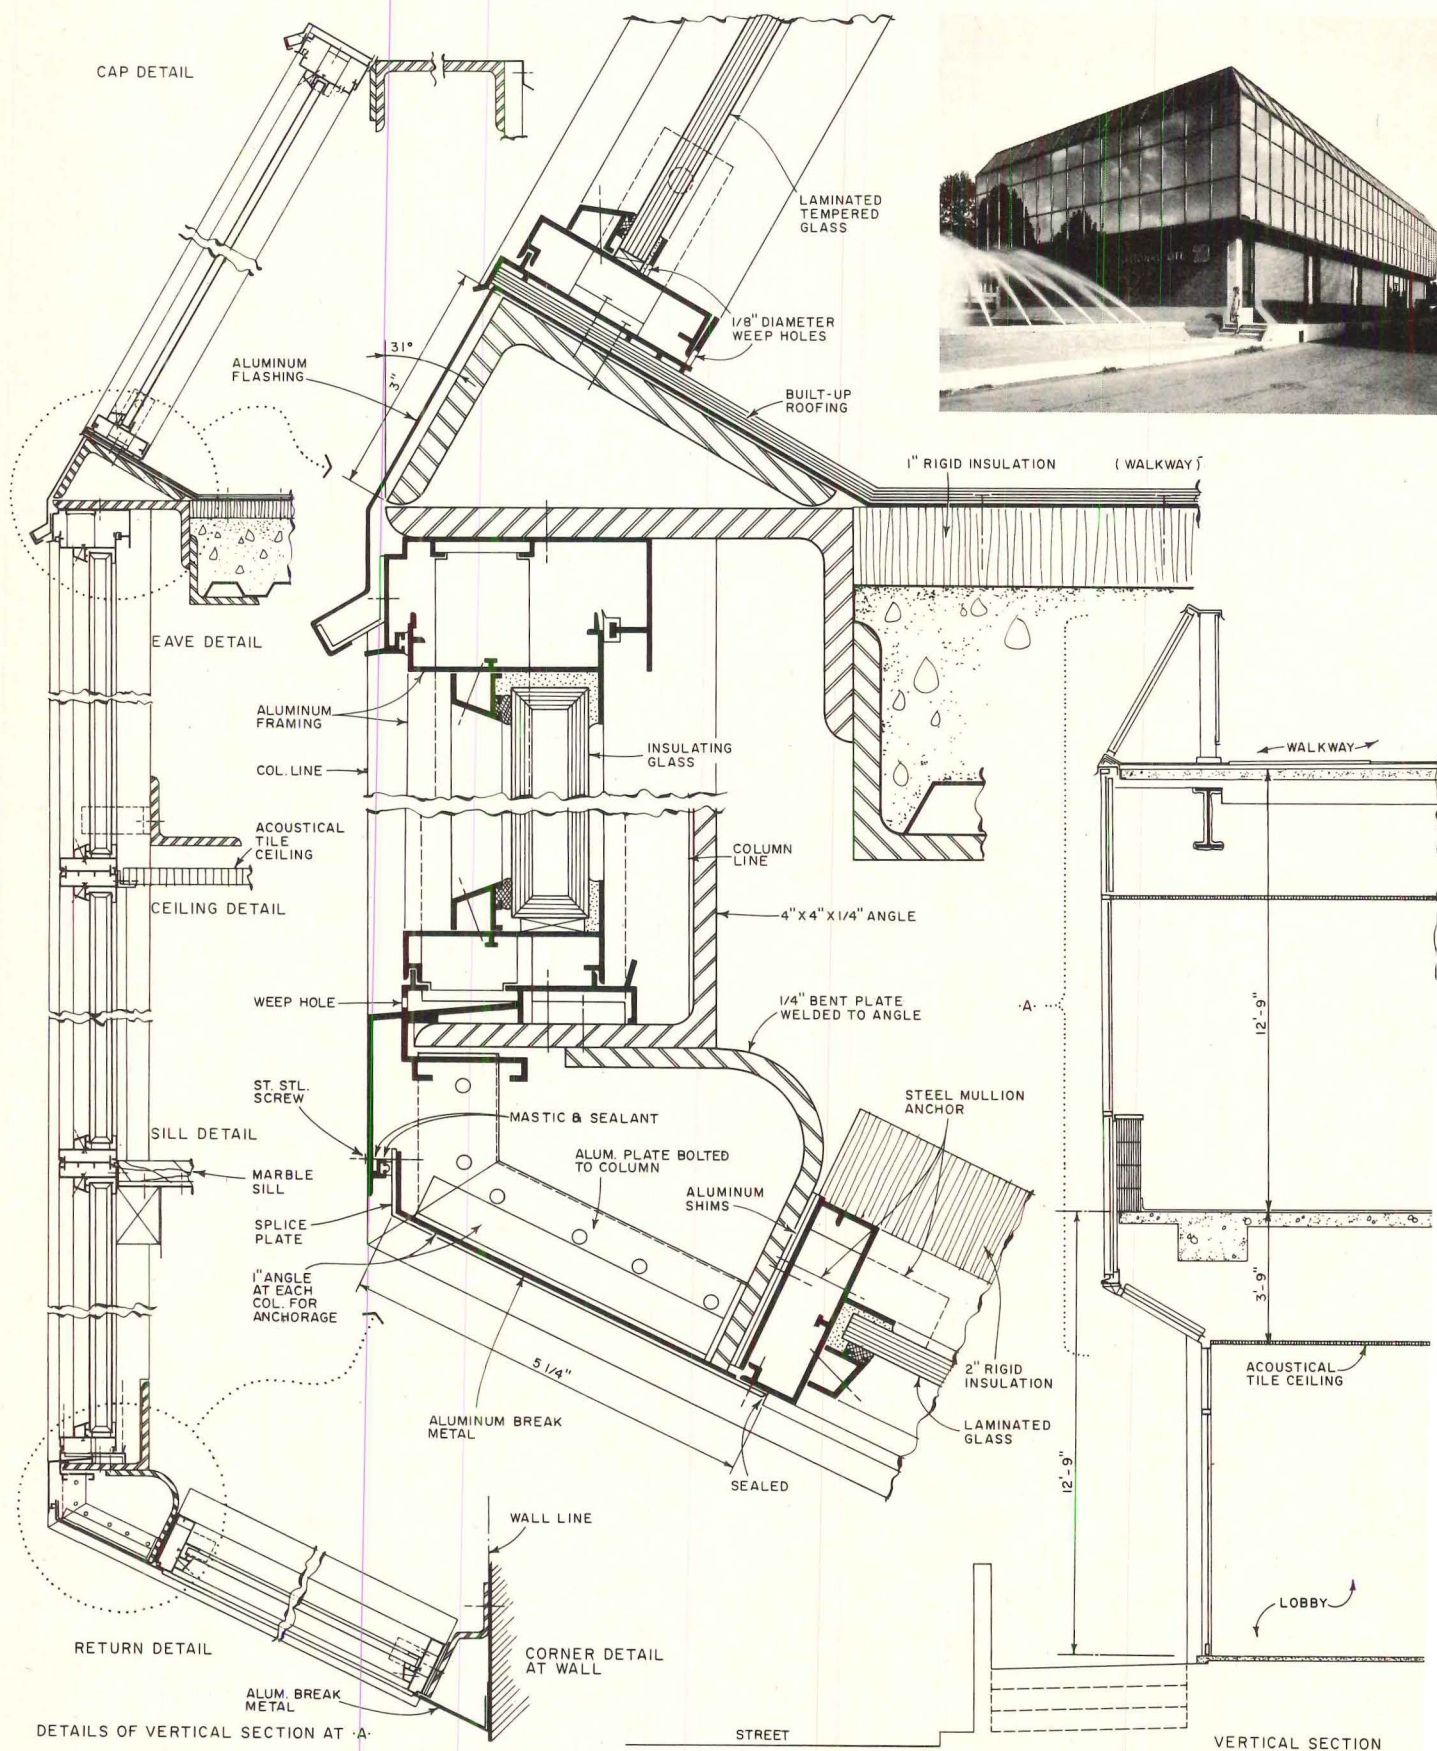 CAP DETAIL
LAMINATED
TEMPERED
GLASS
1/8" DIAMETER
WEEP HOLES
31°
3"
ALUMINUM
FLASHING
BUILT-UP
ROOFING
1" RIGID INSULATION
(WALKWAY)
EAVE DETAIL
ALUMINUM
FRAMING
INSULATING
GLASS
COL. LINE
WALKWAY
ACOUSTICAL
TILE
CEILING
COLUMN
LINE
CEILING DETAIL
4" X 4" X 1/4" ANGLE
WEEP HOLE
1/4" BENT PLATE
WELDED TO ANGLE
·A·
12'-9"
ST. STL.
SCREW
MASTIC & SEALANT
STEEL MULLION
ANCHOR
SILL DETAIL
ALUM. PLATE BOLTED
TO COLUMN
MARBLE
SILL
ALUMINUM
SHIMS
SPLICE
PLATE
1" ANGLE
AT EACH
COL. FOR
ANCHORAGE
3'-9"
5 1/4"
2" RIGID
INSULATION
ACOUSTICAL
TILE CEILING
ALUMINUM BREAK
METAL
LAMINATED
GLASS
SEALED
12'-9"
WALL LINE
LOBBY
RETURN DETAIL
CORNER DETAIL
AT WALL
ALUM. BREAK
METAL
DETAILS OF VERTICAL SECTION AT ·A·
STREET
VERTICAL SECTION